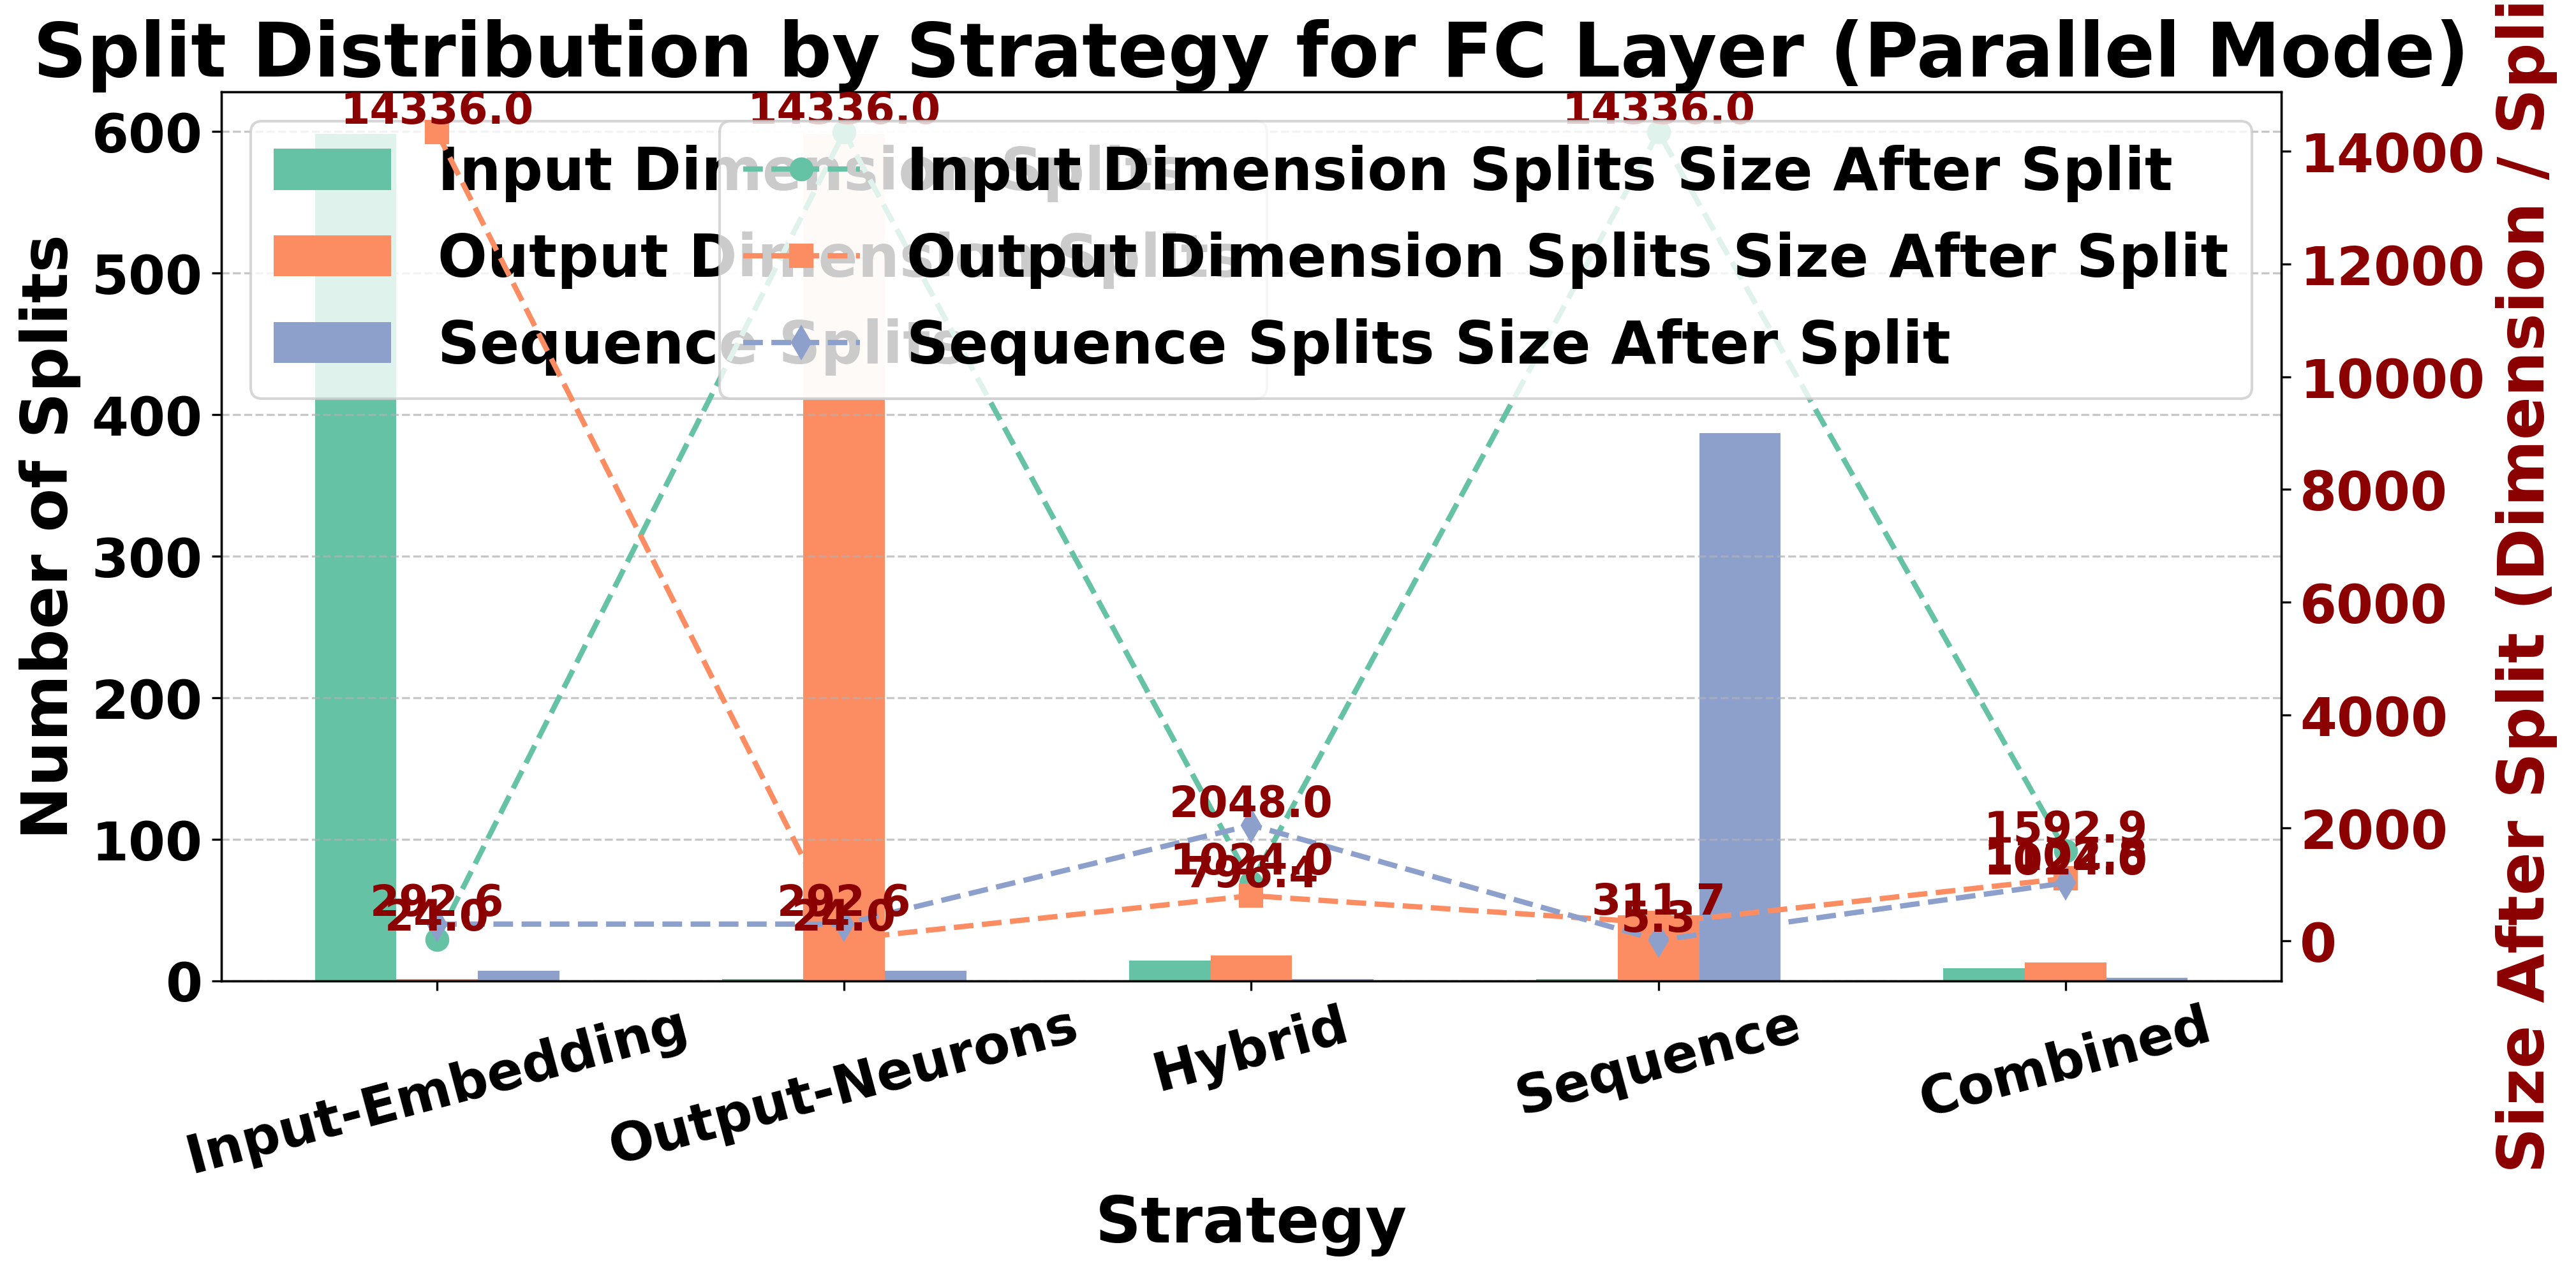 Split Distribution by Strategy for FC Layer (Parallel Mode)
Number of Splits
600
500
400
300
200
100
0
Input Dimension Splits
Output Dimension Splits
Sequence Splits
Input Dimension Splits Size After Split
Output Dimension Splits Size After Split
Sequence Splits Size After Split
14336.0
14336.0
14336.0
292.6
24.0
292.6
24.0
2048.0
1024.0
796.4
311.7
5.3
1592.9
1024.0
14000
12000
10000
8000
6000
4000
2000
0
Size After Split (Dimension / Spli
Input-Embedding
Output-Neurons
Hybrid
Sequence
Combined
Strategy